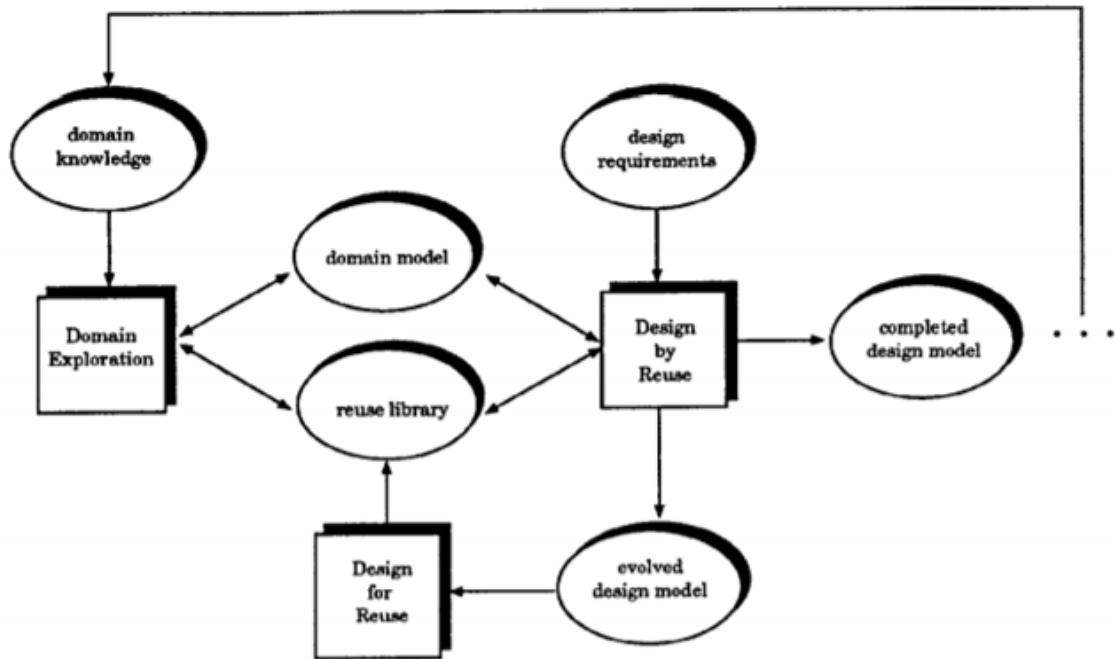 domain
knowledge
design
requirements
domain model
Domain
Exploration
Design
by
Reuse
completed
design model
. . .
reuse library
Design
for
Reuse
evolved
design model